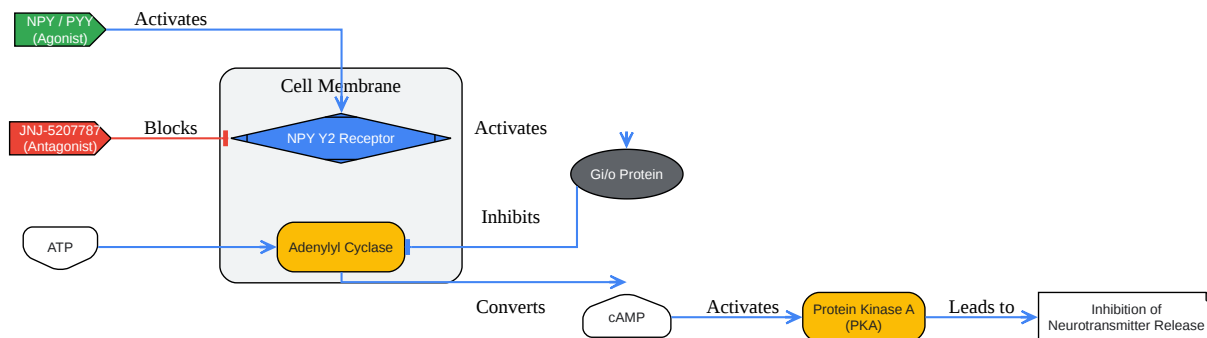 NPY / PYY
(Agonist)
Activates
Cell Membrane
JNJ-5207787
(Antagonist)
Blocks
NPY Y2 Receptor
Activates
Gi/o Protein
Inhibits
ATP
Adenylyl Cyclase
Converts
cAMP
Activates
Protein Kinase A
(PKA)
Leads to
Inhibition of
Neurotransmitter Release